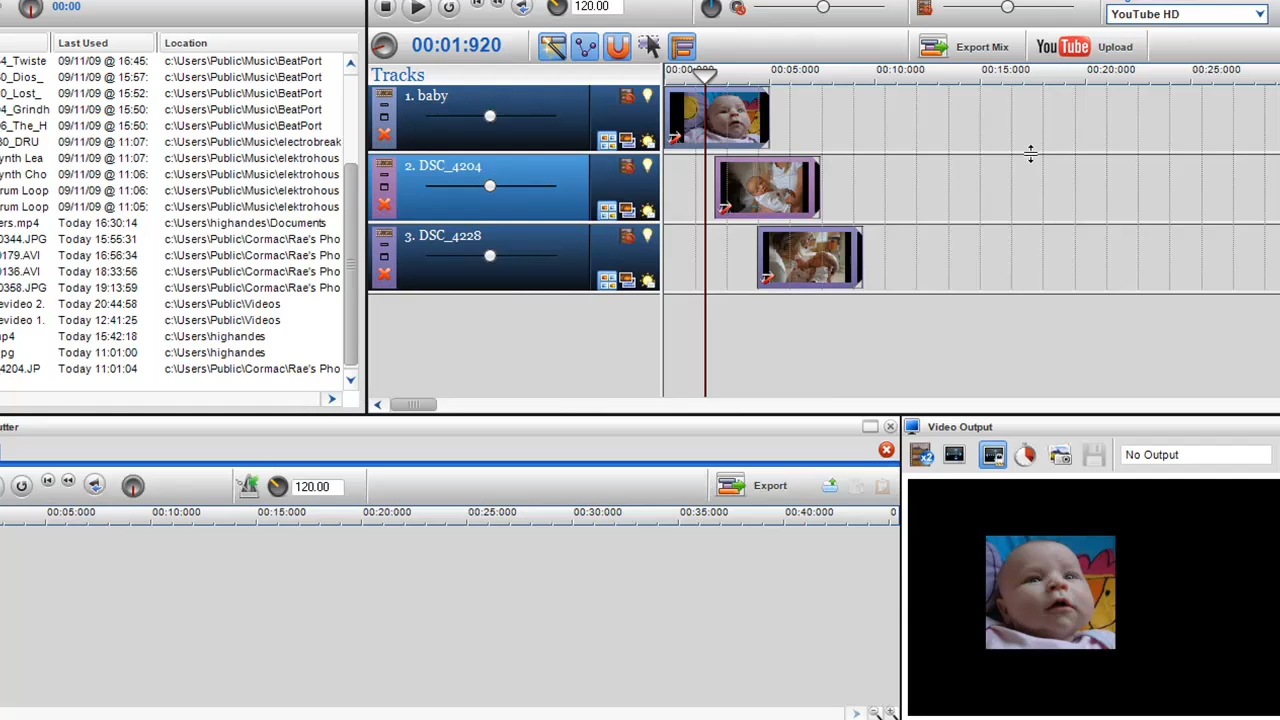 00:00
120.00
YouTube HD
00:01:920
Export Mix
You Tube Upload
Last Used
Location
4_Twiste 09/11/09 @ 16:45: c:\Users\Public\Music\BeatPort
0_Dios_ 09/11/09 @ 15:57: c:\Users\Public\Music\BeatPort
0_Los_ 09/11/09 @ 15:52: c:\Users\Public\Music\BeatPort
4_Grindh 09/11/09 @ 15:50: c:\Users\Public\Music\BeatPort
6_The_H 09/11/09 @ 15:50: c:\Users\Public\Music\BeatPort
30_DRU 09/11/09 @ 11:07: c:\Users\Public\Music\electrobreak
ynth Lea 09/11/09 @ 11:06: c:\Users\Public\Music\elektrohous
ynth Cho 09/11/09 @ 11:06: c:\Users\Public\Music\elektrohous
rum Loop 09/11/09 @ 11:06: c:\Users\Public\Music\elektrohous
rum Loop 09/11/09 @ 11:05: c:\Users\Public\Music\elektrohous
ers.mp4 Today 16:30:14 c:\Users\highandes\Documents
0344.JPG Today 15:55:31 c:\Users\Public\Cormac\Rae's Pho
9179.AVI Today 16:56:34 c:\Users\Public\Cormac\Rae's Pho
9136.AVI Today 18:33:56 c:\Users\Public\Cormac\Rae's Pho
0358.JPG Today 19:13:59 c:\Users\Public\Cormac\Rae's Pho
evideo 2. Today 20:44:58 c:\Users\Public\Videos
evideo 1. Today 12:41:25 c:\Users\Public\Videos
p4 Today 15:42:18 c:\Users\highandes
pg Today 11:01:00 c:\Users\highandes
4204.JP Today 11:01:04 c:\Users\Public\Cormac\Rae's Pho
Tracks
00:05:000 00:10:000 00:15:000 00:20:000 00:25:000
1. baby
2. DSC_4204
3. DSC_4228
utter
120.00
Export
00:05:000 00:10:000 00:15:000 00:20:000 00:25:000 00:30:000 00:35:000 00:40:000 0
Video Output
x2
No Output